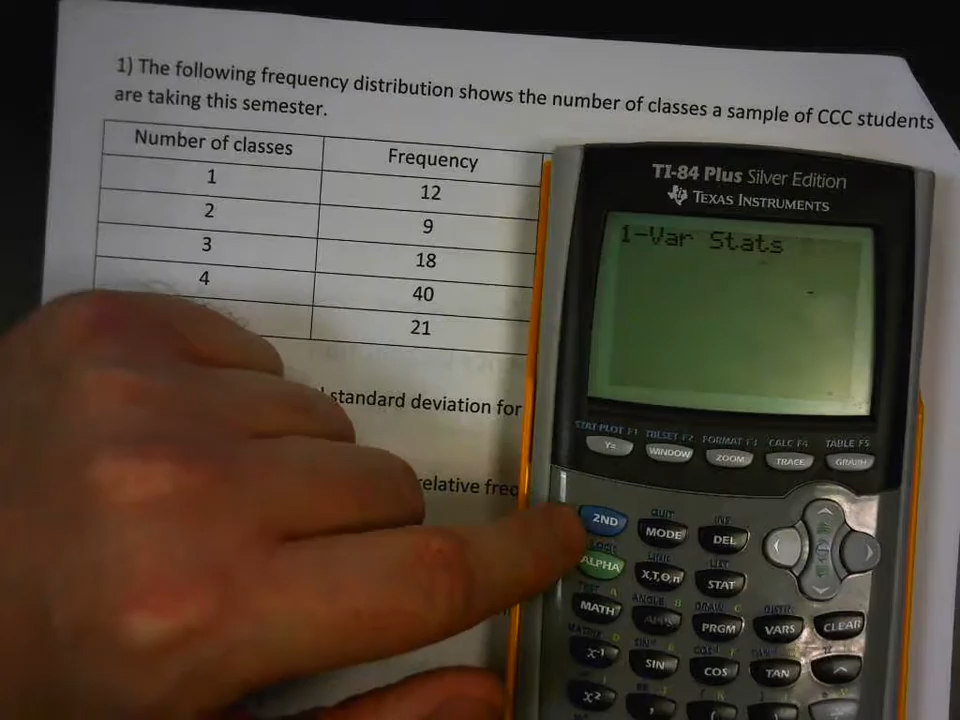 1) The following frequency distribution shows the number of classes a sample of CCC students
are taking this semester.
Number of classes Frequency
1 12
2 9
3 18
4 40
21
standard deviation for
relative freq
TI-84 Plus Silver Edition
TEXAS INSTRUMENTS
1-Var Stats
STAT PLOT F1 TBLSET F2 FORMAT F3 CALC F4 TABLE F5
Y= WINDOW ZOOM TRACE GRAPH
QUIT INS
2ND MODE DEL
LINK LIST
ALPHA X,T,Θ,n STAT
TEST A ANGLE B DRAW C DISTR
MATH APPS PRGM VARS CLEAR
MATRIX D SIN⁻¹ E COS⁻¹ F TAN⁻¹
x⁻¹ SIN COS TAN ^
x² , ( )